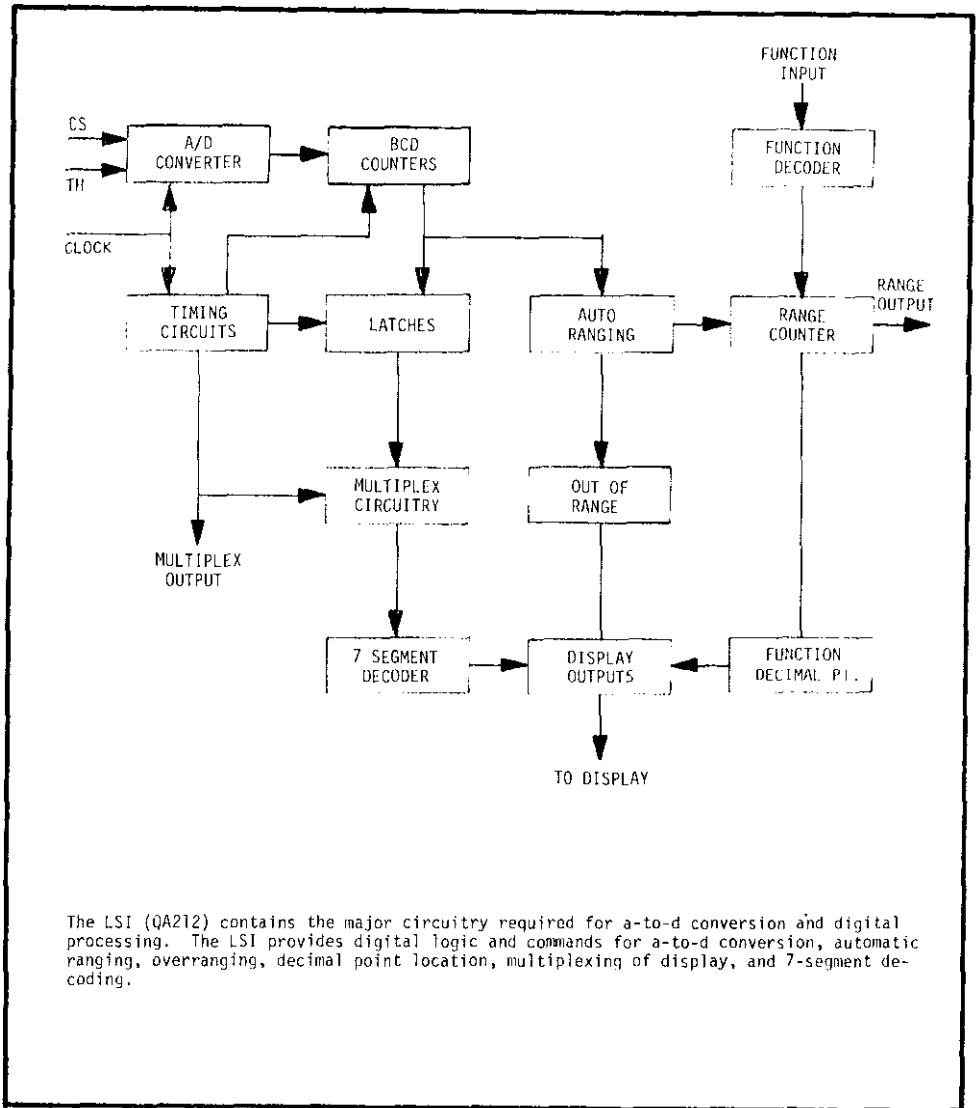 FUNCTION
INPUT
CS
TH
CLOCK
A/D
CONVERTER
BCD
COUNTERS
FUNCTION
DECODER
TIMING
CIRCUITS
LATCHES
AUTO
RANGING
RANGE
COUNTER
RANGE
OUTPUT
MULTIPLEX
CIRCUITRY
OUT OF
RANGE
MULTIPLEX
OUTPUT
7 SEGMENT
DECODER
DISPLAY
OUTPUTS
FUNCTION
DECIMAL PT.
TO DISPLAY
The LSI (QA212) contains the major circuitry required for a-to-d conversion and digital
processing. The LSI provides digital logic and commands for a-to-d conversion, automatic
ranging, overranging, decimal point location, multiplexing of display, and 7-segment de-
coding.